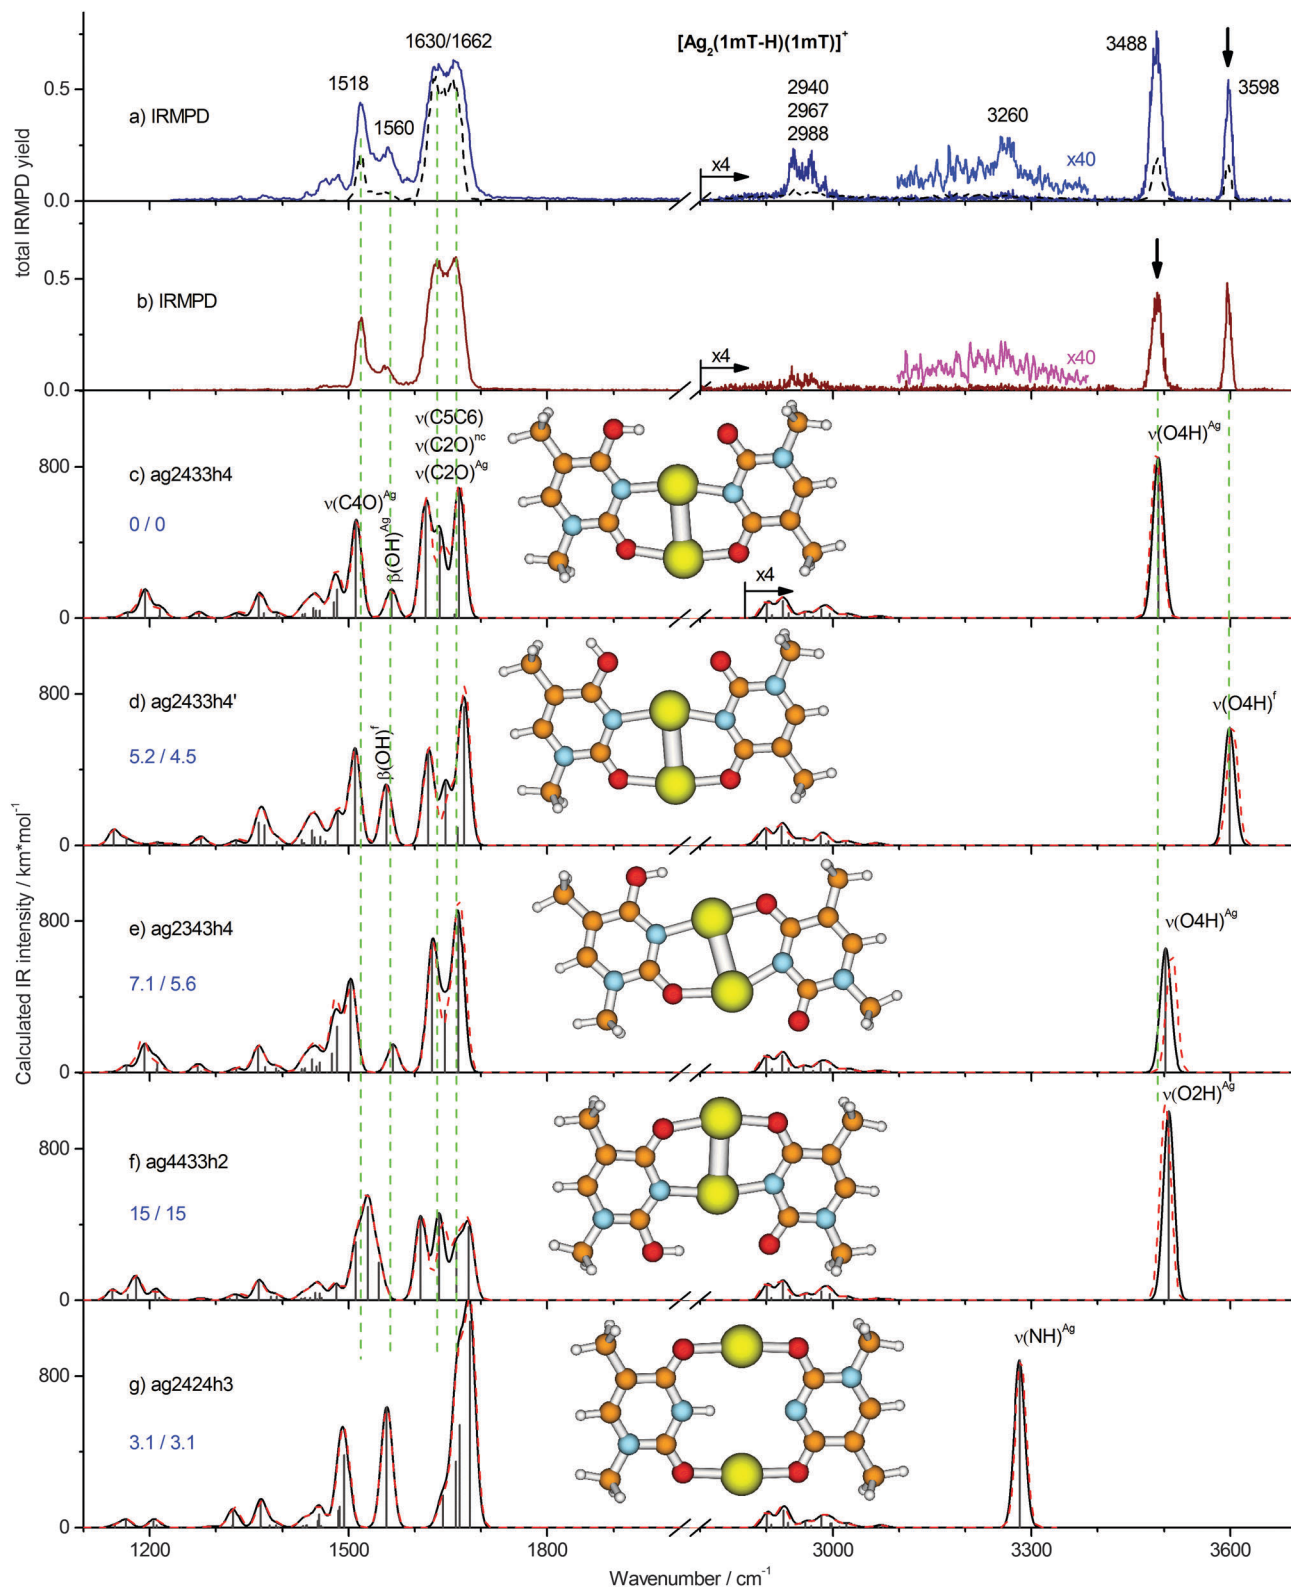 [Ag2(1mT-H)(1mT)]+
1630/1662
1518
1560
2940
2967
2988
3260
3488
3598
a) IRMPD
x4
x40
0.5
0.0
total IRMPD yield
b) IRMPD
x4
x40
0.5
0.0
ν(C5C6)
ν(C2O)nc
ν(C2O)Ag
ν(C4O)Ag
β(OH)Ag
ν(O4H)Ag
c) ag2433h4
0 / 0
x4
800
0
d) ag2433h4'
5.2 / 4.5
β(OH)f
ν(O4H)f
800
0
e) ag2343h4
7.1 / 5.6
ν(O4H)Ag
800
0
Calculated IR intensity / km*mol-1
f) ag4433h2
15 / 15
ν(O2H)Ag
800
0
g) ag2424h3
3.1 / 3.1
ν(NH)Ag
800
0
1200 1500 1800 3000 3300 3600
Wavenumber / cm-1